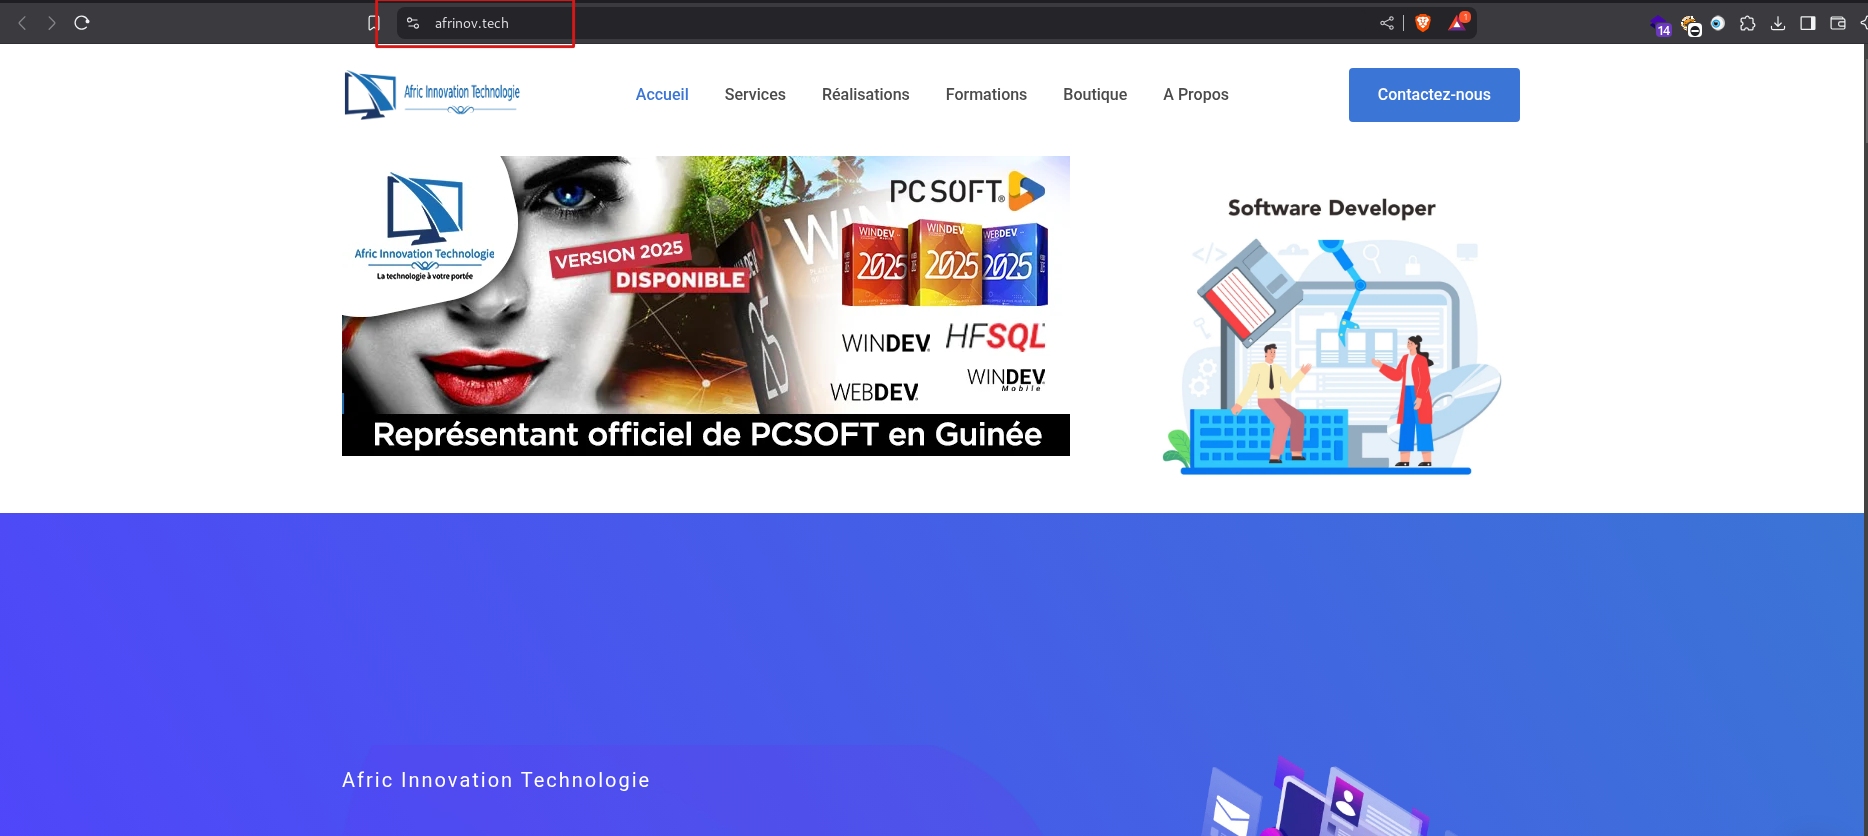 afrinov.tech
1
14
Afric Innovation Technologie
Accueil
Services
Réalisations
Formations
Boutique
A Propos
Contactez-nous
Afric Innovation Technologie
La technologie à votre portée
VERSION 2025
DISPONIBLE
PC SOFT
WINDEV
2025
WINDEV
2025
WEBDEV
2025
WINDEV
HFSQL
WEBDEV
WINDEV
Mobile
Représentant officiel de PCSOFT en Guinée
Software Developer
Afric Innovation Technologie